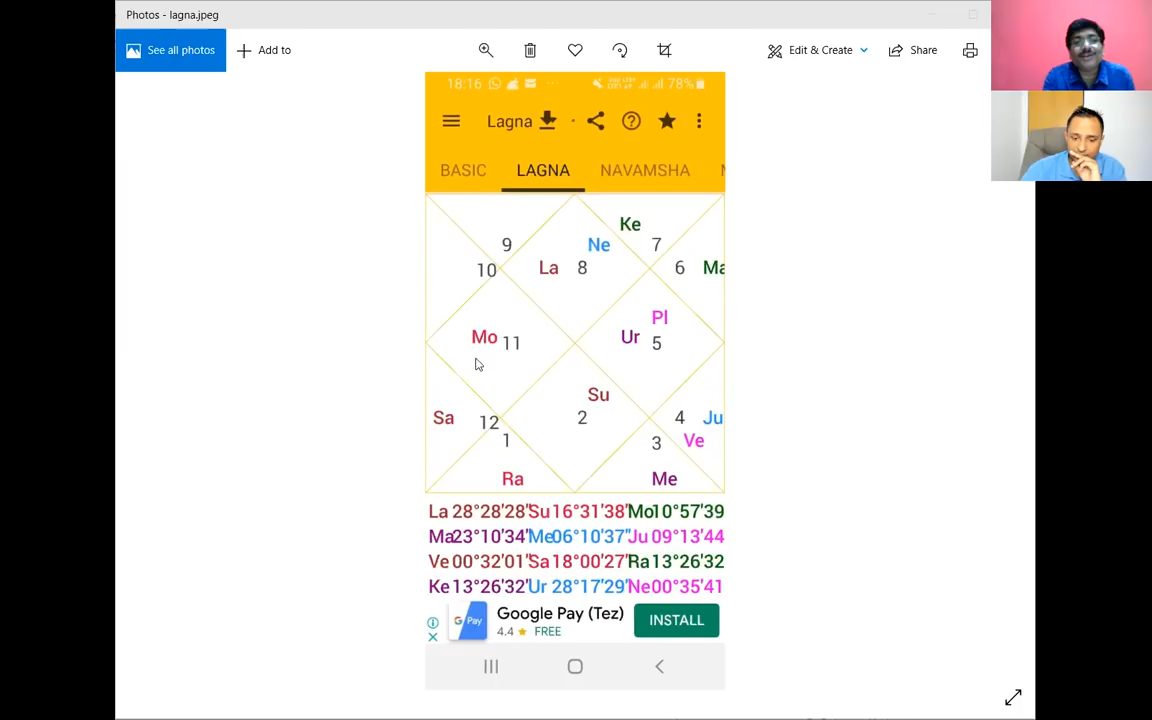 Photos - lagna.jpeg
See all photos
Add to
Edit & Create
Share
18:16
78%
Lagna
BASIC LAGNA NAVAMSHA
Ke
9 Ne 7
10 La 8 6 Ma
Pl
Mo 11 Ur 5
Su
Sa 12 2 4 Ju
1 3 Ve
Ra Me
La 28°28'28" Su 16°31'38" Mo 10°57'39
Ma 23°10'34" Me 06°10'37" Ju 09°13'44
Ve 00°32'01" Sa 18°00'27" Ra 13°26'32
Ke 13°26'32" Ur 28°17'29" Ne 00°35'41
G Pay
Google Pay (Tez)
4.4 ★ FREE
INSTALL